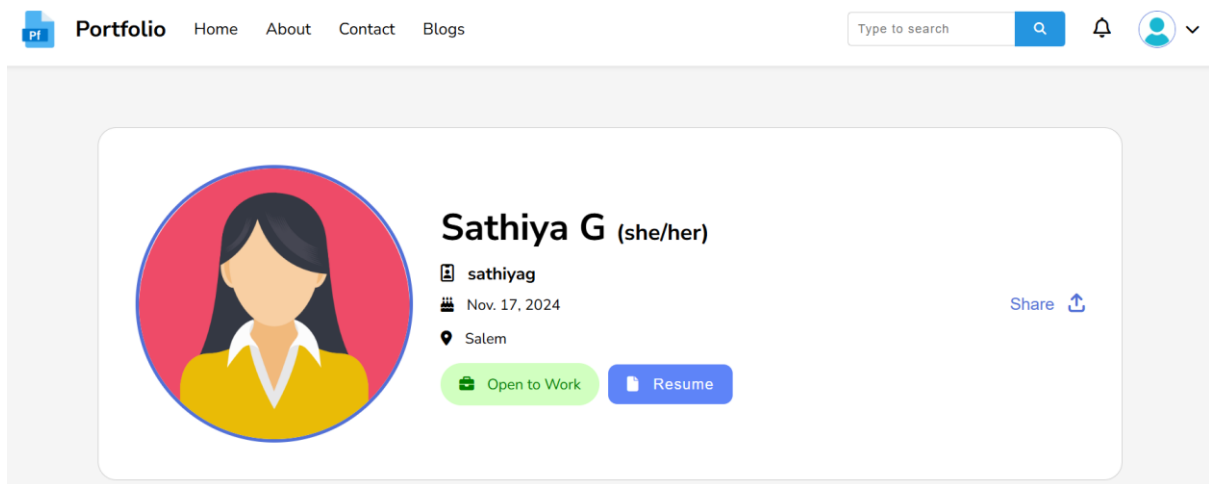 Pf Portfolio Home About Contact Blogs Type to search
Sathiya G (she/her)
sathiyag
Nov. 17, 2024
Share
Salem
Open to Work Resume